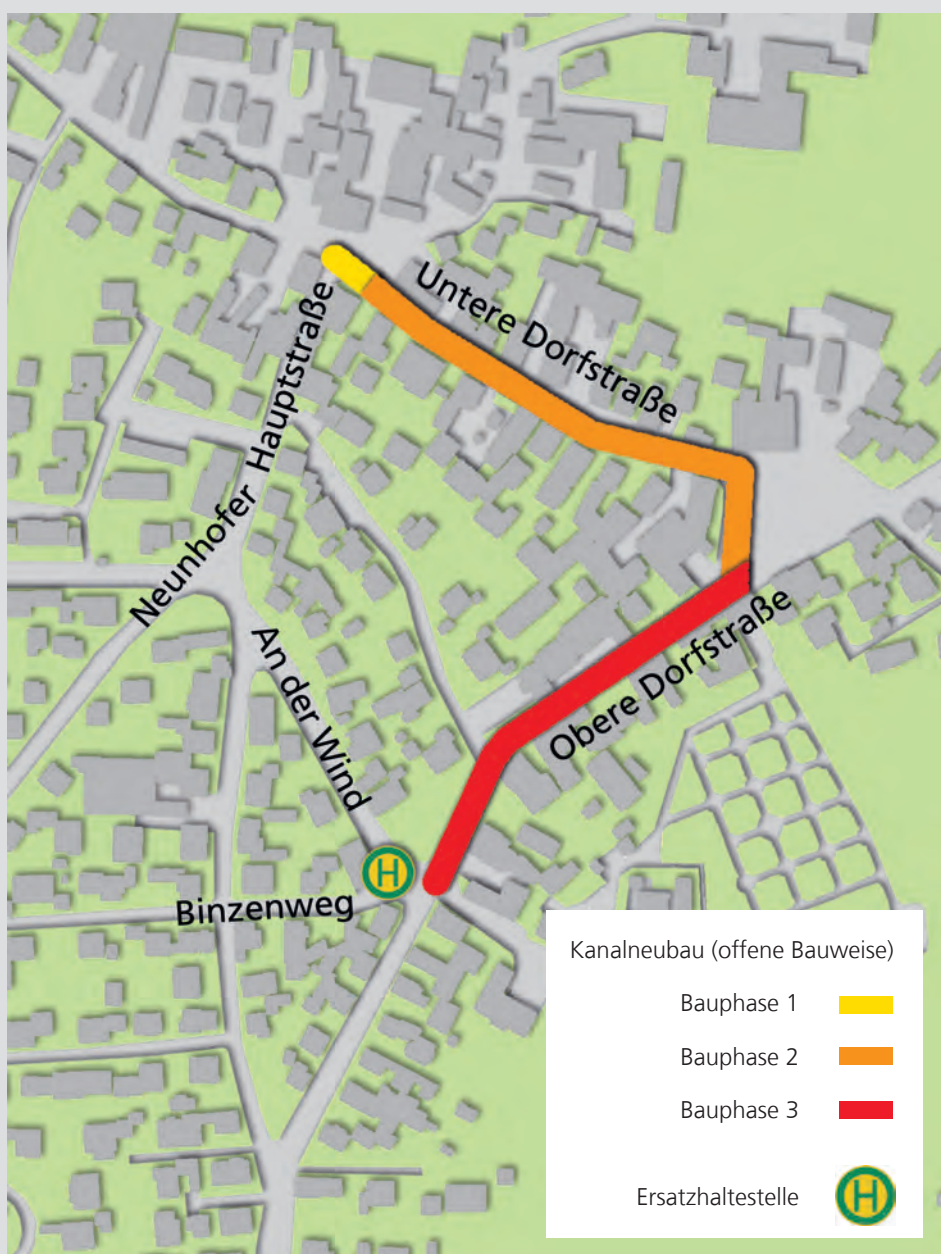 Untere Dorfstraße
Neunhofer Hauptstraße
An der Wind
Obere Dorfstraße
H
Binzenweg
Kanalneubau (offene Bauweise)
Bauphase 1
Bauphase 2
Bauphase 3
Ersatzhaltestelle H